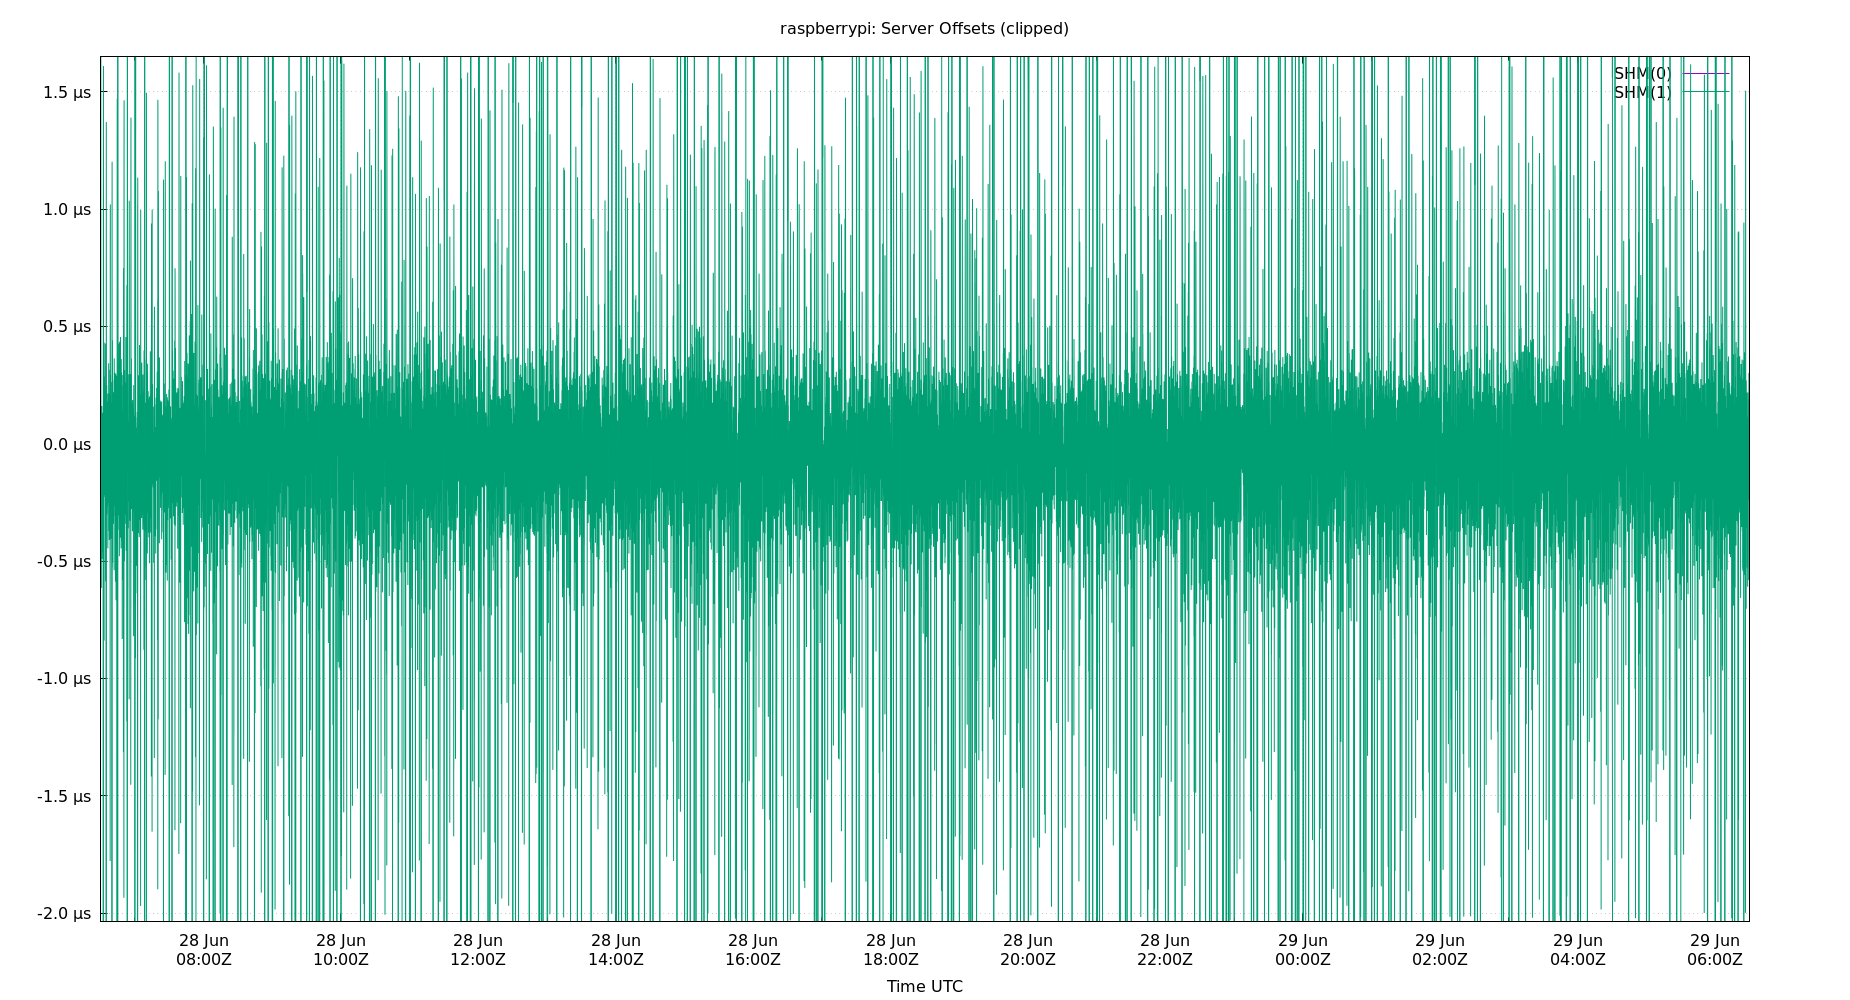 raspberrypi: Server Offsets (clipped)
SHM(0)
SHM(1)
1.5 µs
1.0 µs
0.5 µs
0.0 µs
-0.5 µs
-1.0 µs
-1.5 µs
-2.0 µs
28 Jun 28 Jun 28 Jun 28 Jun 28 Jun 28 Jun 28 Jun 28 Jun 29 Jun 29 Jun 29 Jun 29 Jun
08:00Z 10:00Z 12:00Z 14:00Z 16:00Z 18:00Z 20:00Z 22:00Z 00:00Z 02:00Z 04:00Z 06:00Z
Time UTC